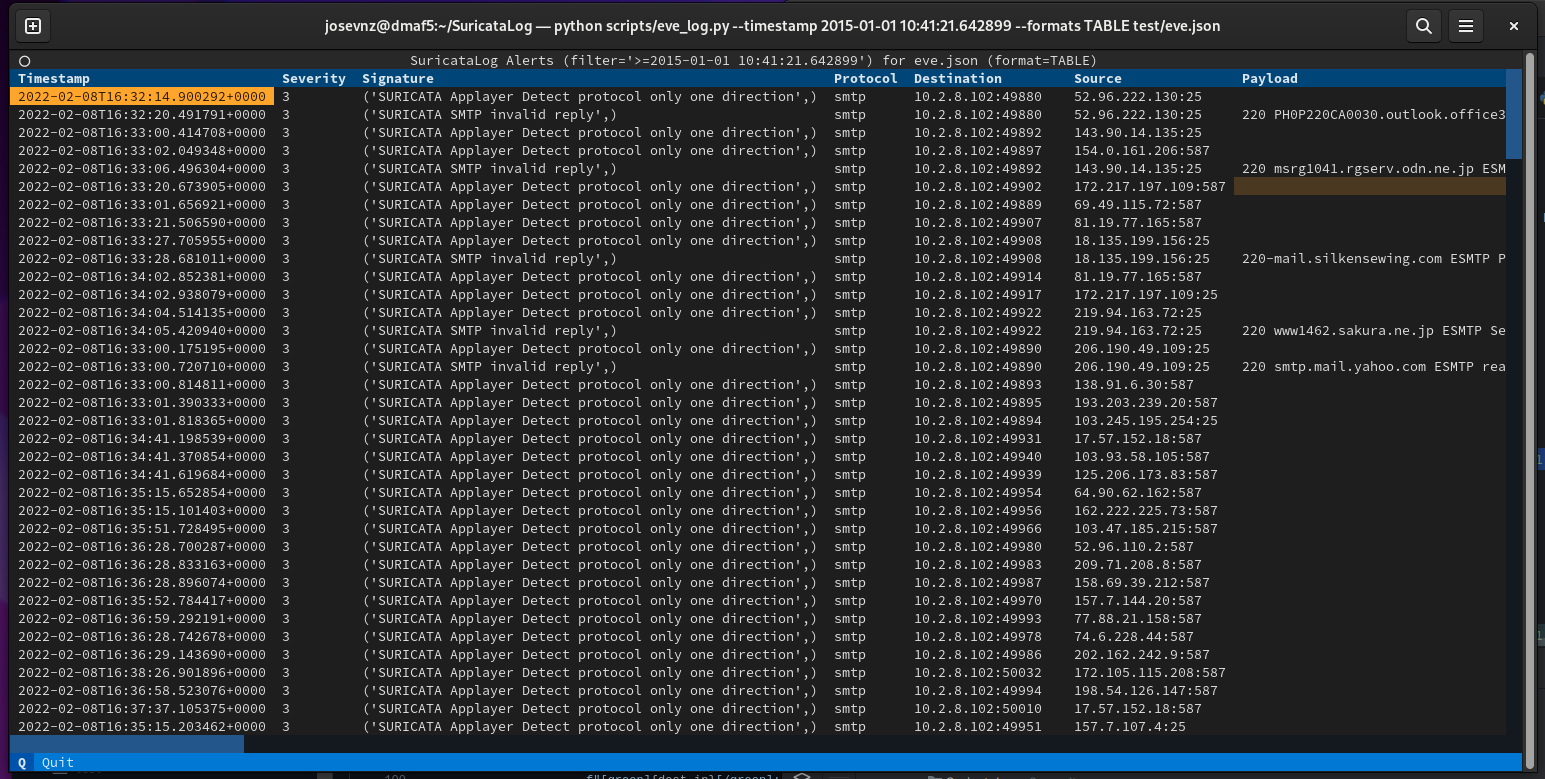 josevnz@dmaf5:~/SuricataLog — python scripts/eve_log.py --timestamp 2015-01-01 10:41:21.642899 --formats TABLE test/eve.json
SuricataLog Alerts (filter='>=2015-01-01 10:41:21.642899') for eve.json (format=TABLE)
Timestamp Severity Signature Protocol Destination Source Payload
2022-02-08T16:32:14.900292+0000 3 ('SURICATA Applayer Detect protocol only one direction',) smtp 10.2.8.102:49880 52.96.222.130:25
2022-02-08T16:32:20.491791+0000 3 ('SURICATA SMTP invalid reply',) smtp 10.2.8.102:49880 52.96.222.130:25 220 PH0P220CA0030.outlook.office3
2022-02-08T16:33:00.414708+0000 3 ('SURICATA Applayer Detect protocol only one direction',) smtp 10.2.8.102:49892 143.90.14.135:25
2022-02-08T16:33:02.049348+0000 3 ('SURICATA Applayer Detect protocol only one direction',) smtp 10.2.8.102:49897 154.0.161.206:587
2022-02-08T16:33:06.496304+0000 3 ('SURICATA SMTP invalid reply',) smtp 10.2.8.102:49892 143.90.14.135:25 220 msrg1041.rgserv.odn.ne.jp ESM
2022-02-08T16:33:20.673905+0000 3 ('SURICATA Applayer Detect protocol only one direction',) smtp 10.2.8.102:49902 172.217.197.109:587
2022-02-08T16:33:01.656921+0000 3 ('SURICATA Applayer Detect protocol only one direction',) smtp 10.2.8.102:49889 69.49.115.72:587
2022-02-08T16:33:21.506590+0000 3 ('SURICATA Applayer Detect protocol only one direction',) smtp 10.2.8.102:49907 81.19.77.165:587
2022-02-08T16:33:27.705955+0000 3 ('SURICATA Applayer Detect protocol only one direction',) smtp 10.2.8.102:49908 18.135.199.156:25
2022-02-08T16:33:28.681011+0000 3 ('SURICATA SMTP invalid reply',) smtp 10.2.8.102:49908 18.135.199.156:25 220-mail.silkensewing.com ESMTP P
2022-02-08T16:34:02.852381+0000 3 ('SURICATA Applayer Detect protocol only one direction',) smtp 10.2.8.102:49914 81.19.77.165:587
2022-02-08T16:34:02.938079+0000 3 ('SURICATA Applayer Detect protocol only one direction',) smtp 10.2.8.102:49917 172.217.197.109:25
2022-02-08T16:34:04.514135+0000 3 ('SURICATA Applayer Detect protocol only one direction',) smtp 10.2.8.102:49922 219.94.163.72:25
2022-02-08T16:34:05.420940+0000 3 ('SURICATA SMTP invalid reply',) smtp 10.2.8.102:49922 219.94.163.72:25 220 www1462.sakura.ne.jp ESMTP Se
2022-02-08T16:33:00.175195+0000 3 ('SURICATA Applayer Detect protocol only one direction',) smtp 10.2.8.102:49890 206.190.49.109:25
2022-02-08T16:33:00.720710+0000 3 ('SURICATA SMTP invalid reply',) smtp 10.2.8.102:49890 206.190.49.109:25 220 smtp.mail.yahoo.com ESMTP rea
2022-02-08T16:33:00.814811+0000 3 ('SURICATA Applayer Detect protocol only one direction',) smtp 10.2.8.102:49893 138.91.6.30:587
2022-02-08T16:33:01.390333+0000 3 ('SURICATA Applayer Detect protocol only one direction',) smtp 10.2.8.102:49895 193.203.239.20:587
2022-02-08T16:33:01.818365+0000 3 ('SURICATA Applayer Detect protocol only one direction',) smtp 10.2.8.102:49894 103.245.195.254:25
2022-02-08T16:34:41.198539+0000 3 ('SURICATA Applayer Detect protocol only one direction',) smtp 10.2.8.102:49931 17.57.152.18:587
2022-02-08T16:34:41.370854+0000 3 ('SURICATA Applayer Detect protocol only one direction',) smtp 10.2.8.102:49940 103.93.58.105:587
2022-02-08T16:34:41.619684+0000 3 ('SURICATA Applayer Detect protocol only one direction',) smtp 10.2.8.102:49939 125.206.173.83:587
2022-02-08T16:35:15.652854+0000 3 ('SURICATA Applayer Detect protocol only one direction',) smtp 10.2.8.102:49954 64.90.62.162:587
2022-02-08T16:35:15.101403+0000 3 ('SURICATA Applayer Detect protocol only one direction',) smtp 10.2.8.102:49956 162.222.225.73:587
2022-02-08T16:35:51.728495+0000 3 ('SURICATA Applayer Detect protocol only one direction',) smtp 10.2.8.102:49966 103.47.185.215:587
2022-02-08T16:36:28.700287+0000 3 ('SURICATA Applayer Detect protocol only one direction',) smtp 10.2.8.102:49980 52.96.110.2:587
2022-02-08T16:36:28.833163+0000 3 ('SURICATA Applayer Detect protocol only one direction',) smtp 10.2.8.102:49983 209.71.208.8:587
2022-02-08T16:36:28.896074+0000 3 ('SURICATA Applayer Detect protocol only one direction',) smtp 10.2.8.102:49987 158.69.39.212:587
2022-02-08T16:35:52.784417+0000 3 ('SURICATA Applayer Detect protocol only one direction',) smtp 10.2.8.102:49970 157.7.144.20:587
2022-02-08T16:36:59.292191+0000 3 ('SURICATA Applayer Detect protocol only one direction',) smtp 10.2.8.102:49993 77.88.21.158:587
2022-02-08T16:36:28.742678+0000 3 ('SURICATA Applayer Detect protocol only one direction',) smtp 10.2.8.102:49978 74.6.228.44:587
2022-02-08T16:36:29.143690+0000 3 ('SURICATA Applayer Detect protocol only one direction',) smtp 10.2.8.102:49986 202.162.242.9:587
2022-02-08T16:38:26.901896+0000 3 ('SURICATA Applayer Detect protocol only one direction',) smtp 10.2.8.102:50032 172.105.115.208:587
2022-02-08T16:36:58.523076+0000 3 ('SURICATA Applayer Detect protocol only one direction',) smtp 10.2.8.102:49994 198.54.126.147:587
2022-02-08T16:37:37.105375+0000 3 ('SURICATA Applayer Detect protocol only one direction',) smtp 10.2.8.102:50010 17.57.152.18:587
2022-02-08T16:35:15.203462+0000 3 ('SURICATA Applayer Detect protocol only one direction',) smtp 10.2.8.102:49951 157.7.107.4:25
Q Quit